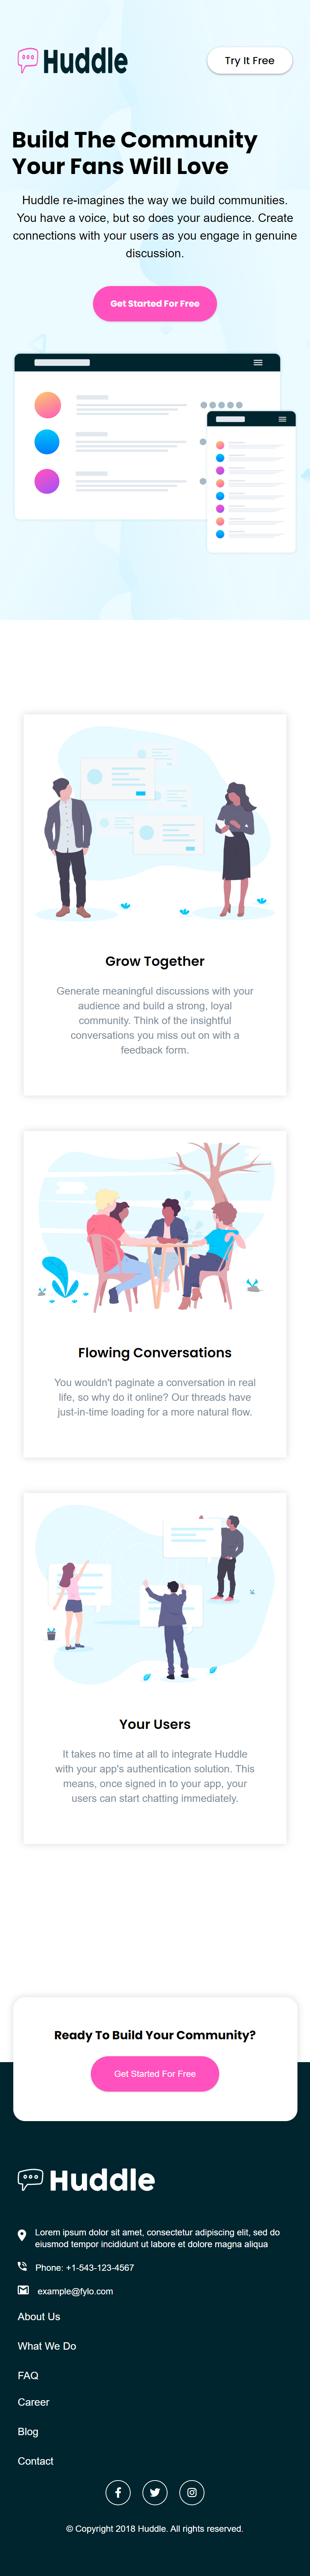 Huddle
Try It Free
Build The Community
Your Fans Will Love
Huddle re-imagines the way we build communities.
You have a voice, but so does your audience. Create
connections with your users as you engage in genuine
discussion.
Get Started For Free
Grow Together
Generate meaningful discussions with your
audience and build a strong, loyal
community. Think of the insightful
conversations you miss out on with a
feedback form.
Flowing Conversations
You wouldn't paginate a conversation in real
life, so why do it online? Our threads have
just-in-time loading for a more natural flow.
Your Users
It takes no time at all to integrate Huddle
with your app's authentication solution. This
means, once signed in to your app, your
users can start chatting immediately.
Ready To Build Your Community?
Get Started For Free
Huddle
Lorem ipsum dolor sit amet, consectetur adipiscing elit, sed do
eiusmod tempor incididunt ut labore et dolore magna aliqua
Phone: +1-543-123-4567
example@fylo.com
About Us
What We Do
FAQ
Career
Blog
Contact
© Copyright 2018 Huddle. All rights reserved.